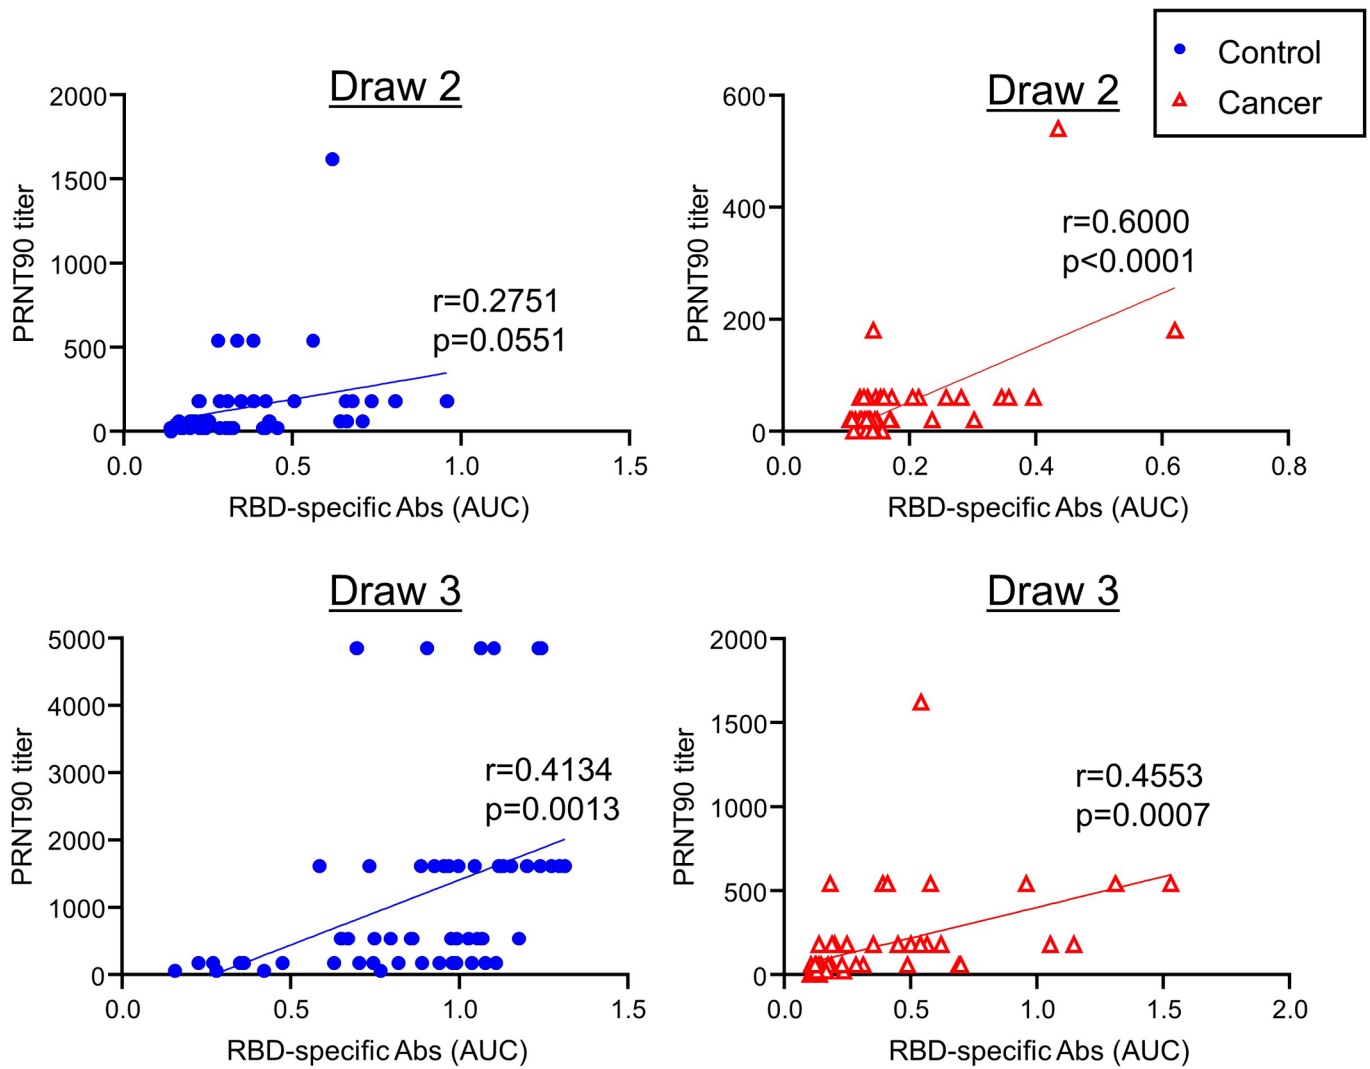 Control
Cancer
Draw 2
2000
1500
1000
500
0
PRNT90 titer
r=0.2751
p=0.0551
0.0 0.5 1.0 1.5
RBD-specific Abs (AUC)
Draw 2
600
400
200
0
PRNT90 titer
r=0.6000
p<0.0001
0.0 0.2 0.4 0.6 0.8
RBD-specific Abs (AUC)
Draw 3
5000
4000
3000
2000
1000
0
PRNT90 titer
r=0.4134
p=0.0013
0.0 0.5 1.0 1.5
RBD-specific Abs (AUC)
Draw 3
2000
1500
1000
500
0
PRNT90 titer
r=0.4553
p=0.0007
0.0 0.5 1.0 1.5 2.0
RBD-specific Abs (AUC)